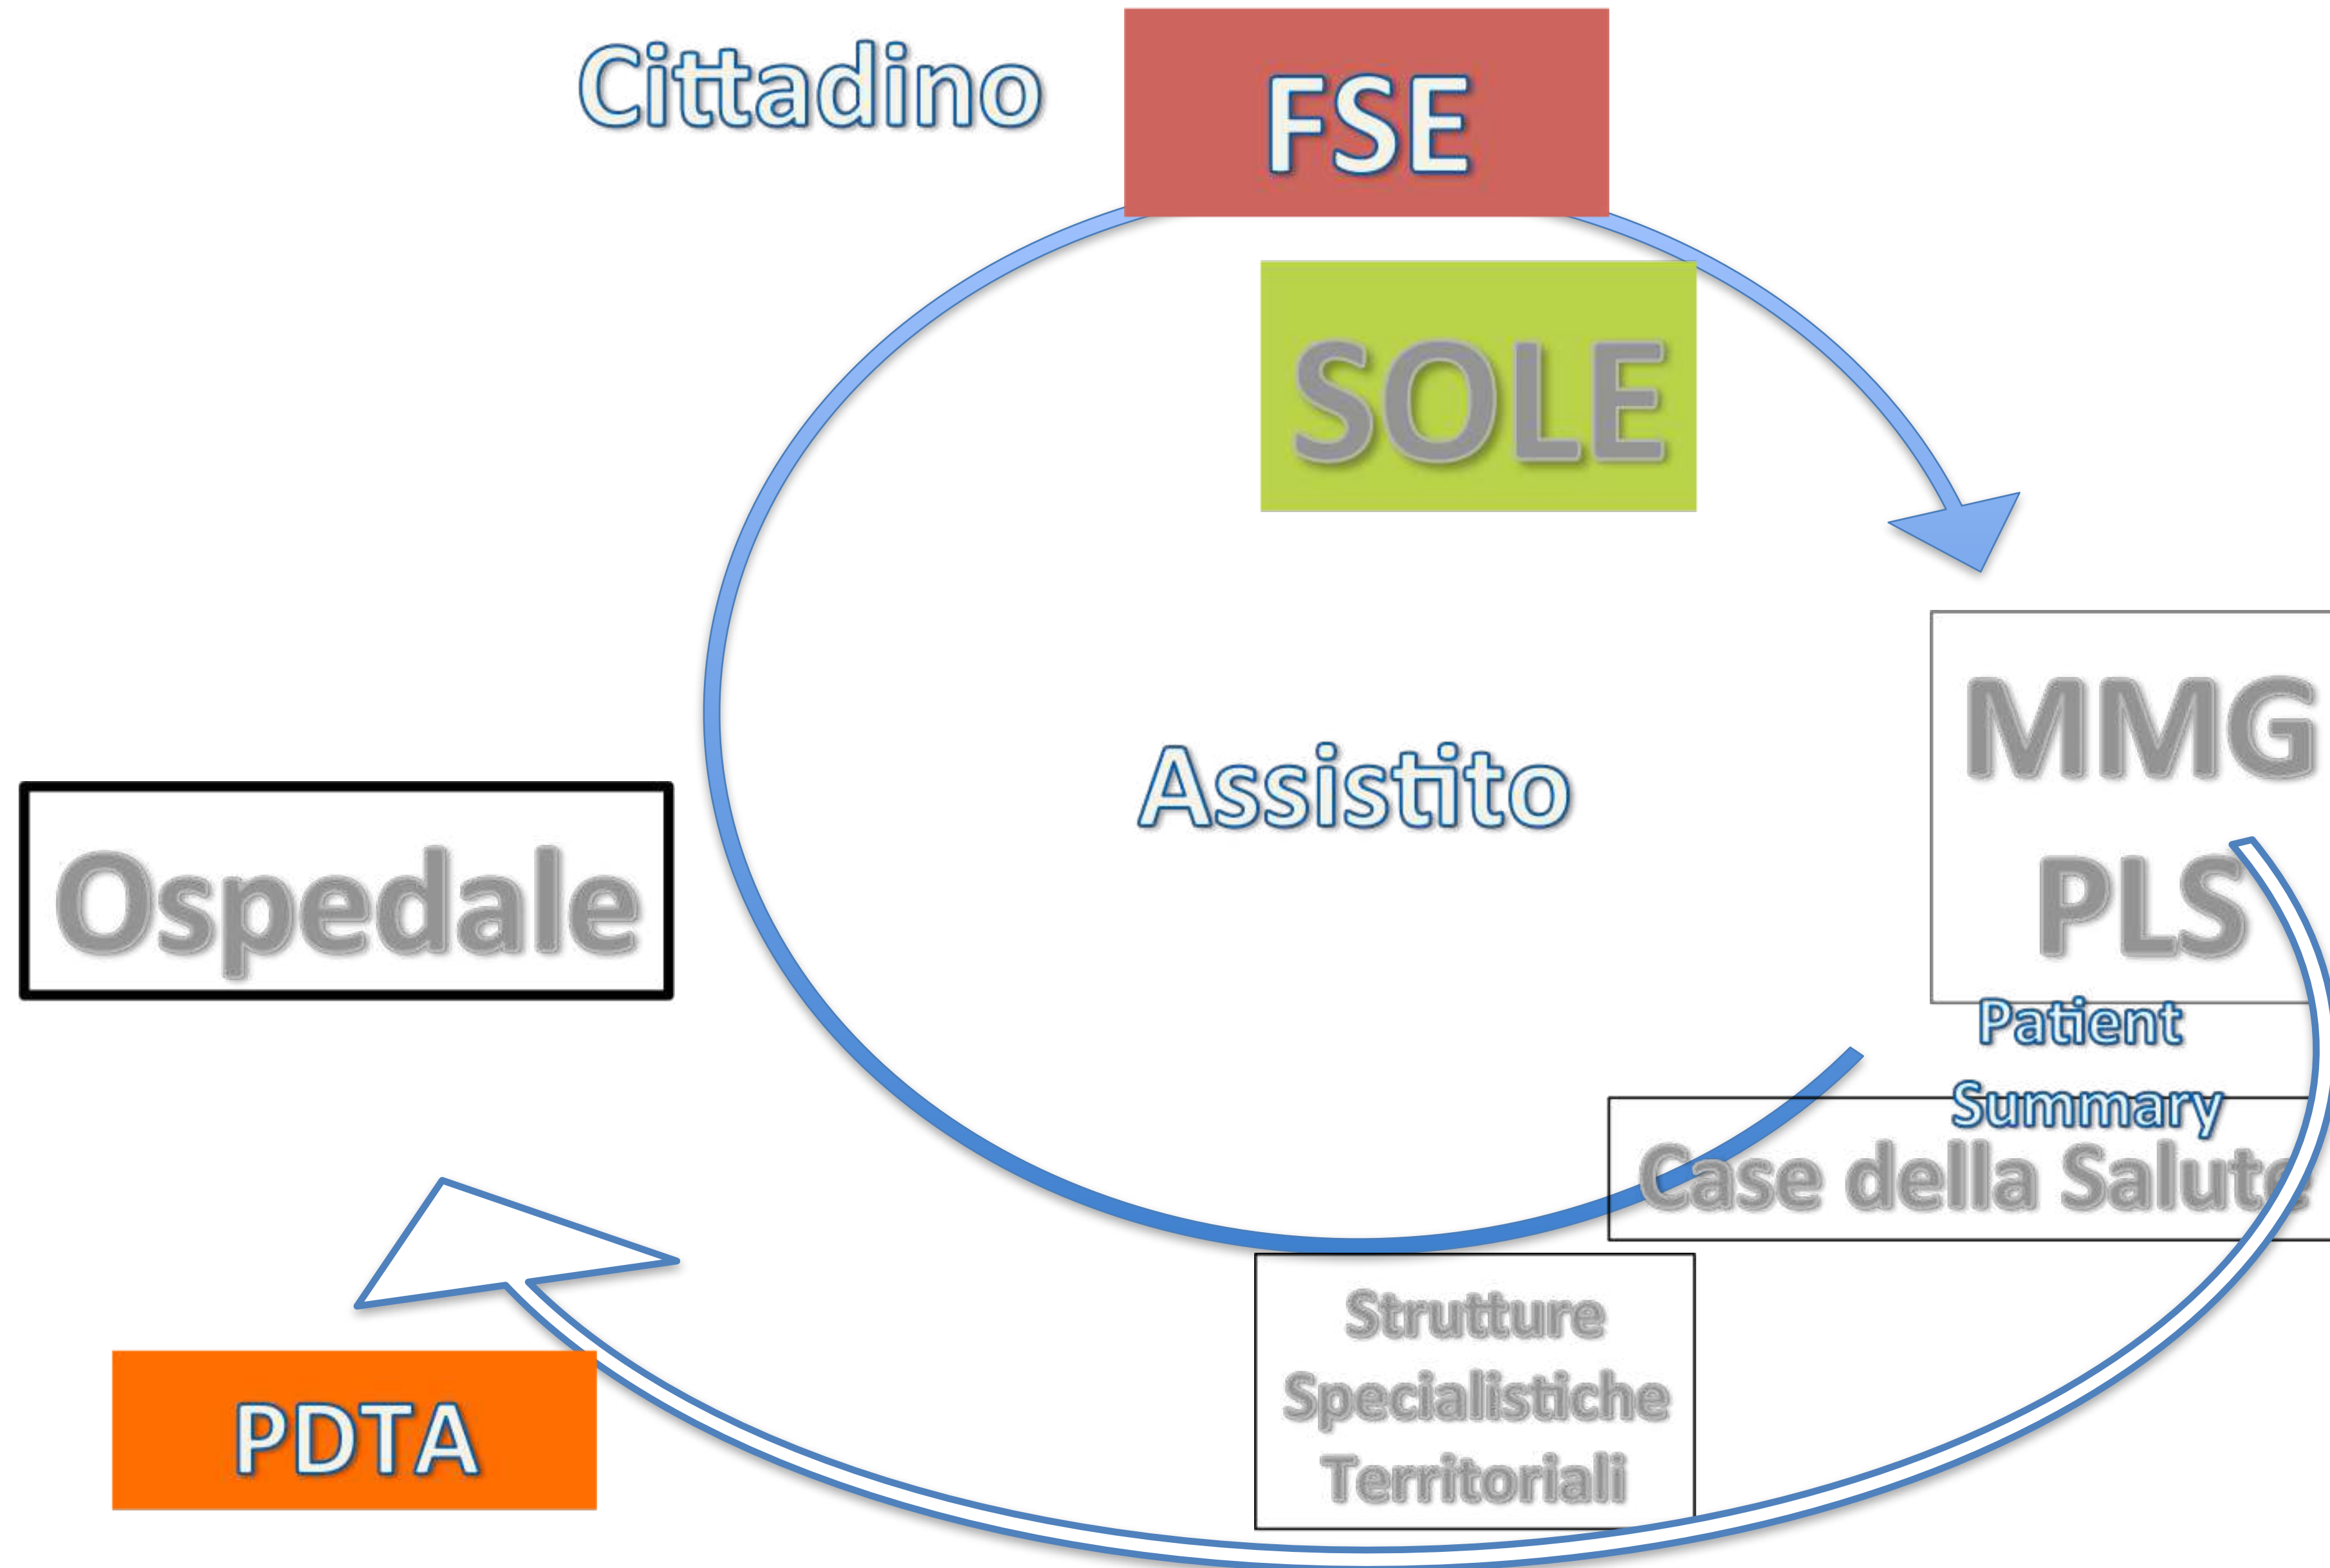 Cittadino
FSE
SOLE
MMG
PLS
Assistito
Ospedale
Patient
Summary
Case della Salute
Strutture
Specialistiche
Territoriali
PDTA